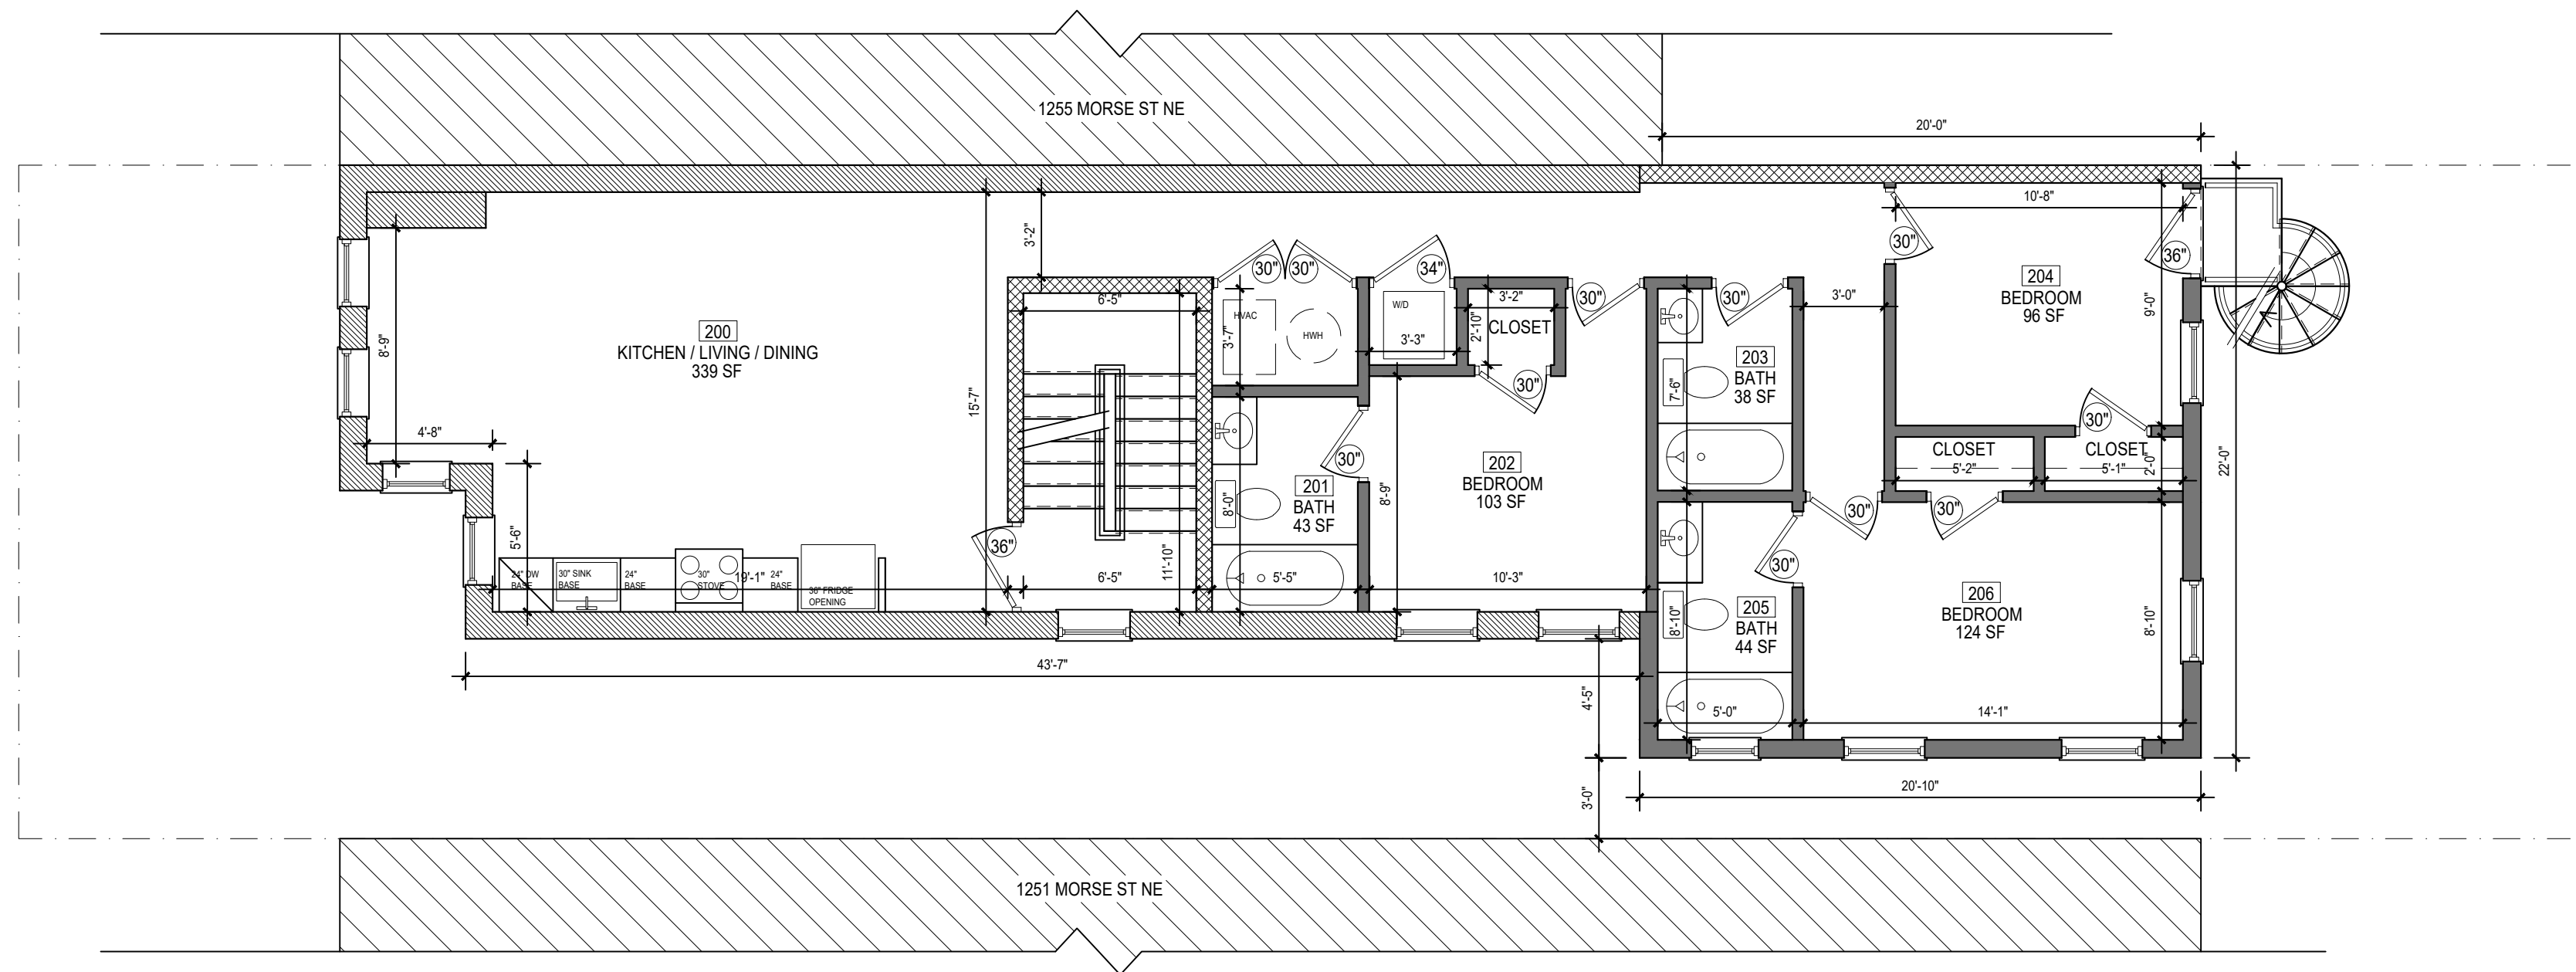 1255 MORSE ST NE
20'-0"
10'-8"
3'-2"
30"
30"
34"
30"
30"
30"
36"
204
BEDROOM
96 SF
9'-0"
6'-5"
HVAC
HWH
3'-7"
W/D
3'-3"
3'-2"
2'-10"
CLOSET
3'-0"
200
KITCHEN / LIVING / DINING
339 SF
8'-9"
15'-7"
203
BATH
38 SF
7'-6"
30"
30"
4'-8"
CLOSET
5'-2"
CLOSET
5'-1"
2'-0"
22'-0"
202
BEDROOM
103 SF
8'-9"
30"
201
BATH
43 SF
8'-0"
30"
30"
5'-6"
36"
11'-10"
30"
24" DW
BASE
30" SINK
BASE
24"
BASE
30"
STOVE
19'-1"
24"
BASE
36" FRIDGE
OPENING
6'-5"
5'-5"
10'-3"
205
BATH
44 SF
8'-10"
206
BEDROOM
124 SF
8'-10"
43'-7"
4'-5"
5'-0"
14'-1"
20'-10"
3'-0"
1251 MORSE ST NE